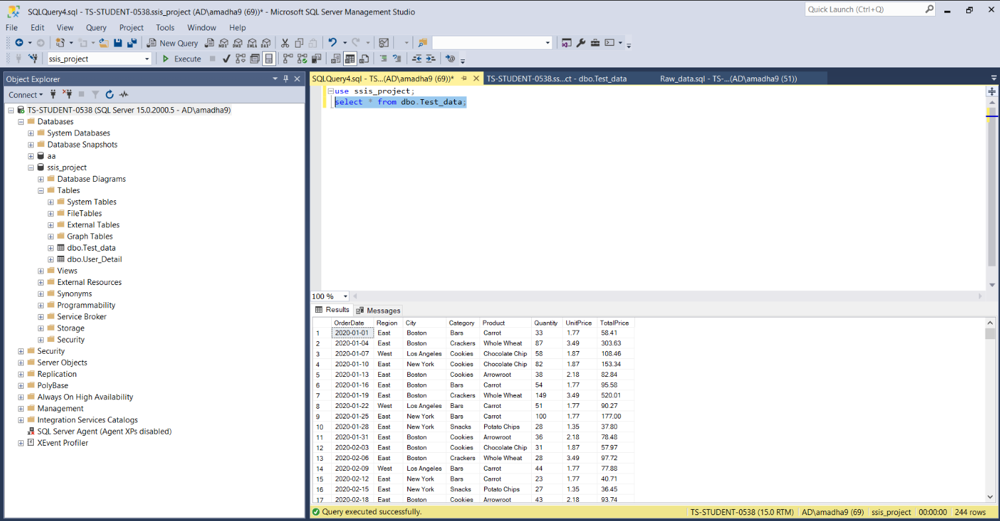 SQLQuery4.sql - TS-STUDENT-0538.ssis_project (AD\amadha9 (69))* - Microsoft SQL Server Management Studio
Quick Launch (Ctrl+Q)
File Edit View Query Project Tools Window Help
New Query MDX DMX XMLA DAX
ssis_project Execute
Object Explorer
Connect
TS-STUDENT-0538 (SQL Server 15.0.2000.5 - AD\amadha9)
Databases
System Databases
Database Snapshots
aa
ssis_project
Database Diagrams
Tables
System Tables
FileTables
External Tables
Graph Tables
dbo.Test_data
dbo.User_Detail
Views
External Resources
Synonyms
Programmability
Service Broker
Storage
Security
Security
Server Objects
Replication
PolyBase
Always On High Availability
Management
Integration Services Catalogs
SQL Server Agent (Agent XPs disabled)
XEvent Profiler
SQLQuery4.sql - TS...(AD\amadha9 (69))* TS-STUDENT-0538.ss...ct - dbo.Test_data Raw_data.sql - TS-...(AD\amadha9 (51))
use ssis_project;
select * from dbo.Test_data;
100 %
Results Messages
OrderDate Region City Category Product Quantity UnitPrice TotalPrice
1 2020-01-01 East Boston Bars Carrot 33 1.77 58.41
2 2020-01-04 East Boston Crackers Whole Wheat 87 3.49 303.63
3 2020-01-07 West Los Angeles Cookies Chocolate Chip 58 1.87 108.46
4 2020-01-10 East New York Cookies Chocolate Chip 82 1.87 153.34
5 2020-01-13 East Boston Cookies Arrowroot 38 2.18 82.84
6 2020-01-16 East Boston Bars Carrot 54 1.77 95.58
7 2020-01-19 East Boston Crackers Whole Wheat 149 3.49 520.01
8 2020-01-22 West Los Angeles Bars Carrot 51 1.77 90.27
9 2020-01-25 East New York Bars Carrot 100 1.77 177.00
10 2020-01-28 East New York Snacks Potato Chips 28 1.35 37.80
11 2020-01-31 East Boston Cookies Arrowroot 36 2.18 78.48
12 2020-02-03 East Boston Cookies Chocolate Chip 31 1.87 57.97
13 2020-02-06 East Boston Crackers Whole Wheat 28 3.49 97.72
14 2020-02-09 West Los Angeles Bars Carrot 44 1.77 77.88
15 2020-02-12 East New York Bars Carrot 23 1.77 40.71
16 2020-02-15 East New York Snacks Potato Chips 27 1.35 36.45
17 2020-02-18 East Boston Cookies Arrowroot 43 2.18 93.74
Query executed successfully. TS-STUDENT-0538 (15.0 RTM) AD\amadha9 (69) ssis_project 00:00:00 244 rows